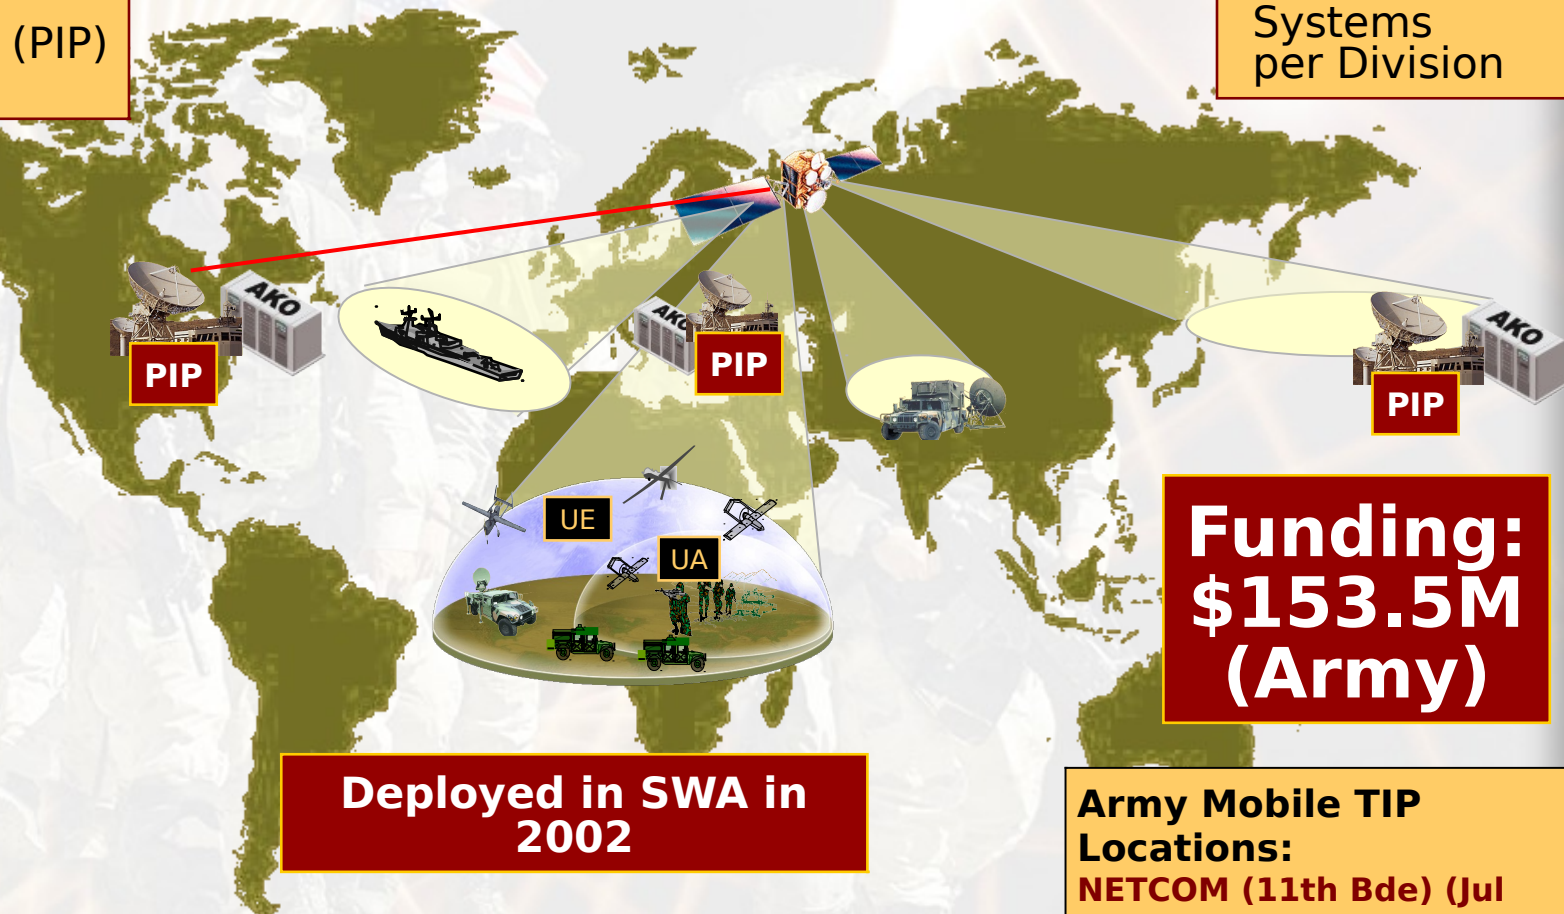 (PIP)
Systems
per Division
AKO
AKO
AKO
PIP
PIP
PIP
UE
UA
Funding:
$153.5M
(Army)
Deployed in SWA in
2002
Army Mobile TIP
Locations:
NETCOM (11th Bde) (Jul